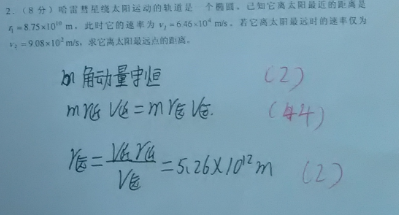 2.（8分）哈雷彗星绕太阳运动的轨道是一个椭圆。已知它离太阳最近的距离是
r₁=8.75×10¹⁰ m，此时它的速率为 v₁=5.46×10⁴ m/s。若它离太阳最远时的速率仅为
v₂=9.08×10² m/s，求它离太阳最远点的距离。
角动量守恒 (2)
m r近 v近 = m r远 v远. (4)
r远 = v近 r近 / v远 = 5.26×10¹² m (2)